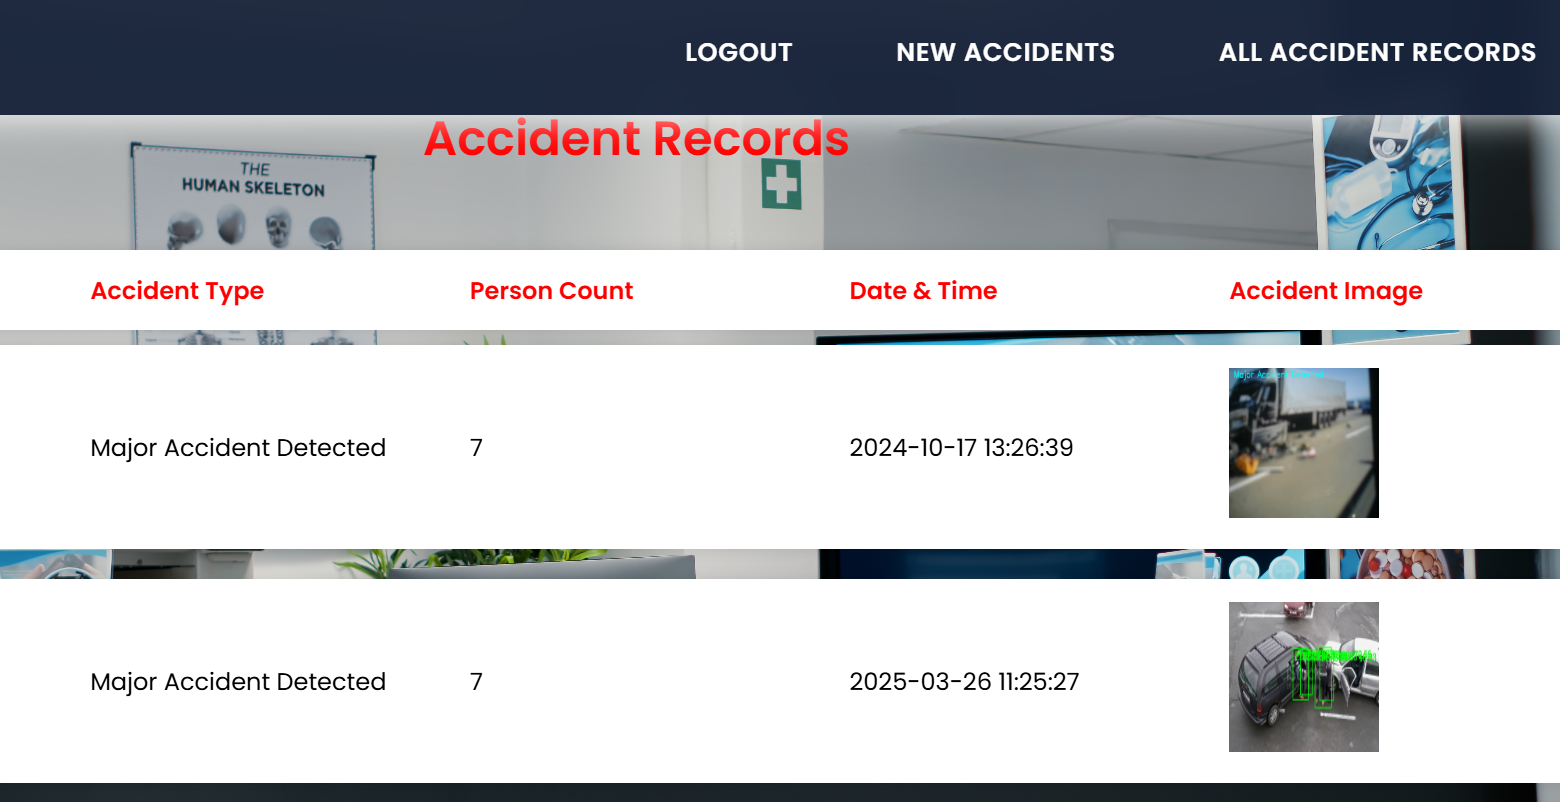 LOGOUT NEW ACCIDENTS ALL ACCIDENT RECORDS
Accident Records
THE
HUMAN SKELETON
Accident Type Person Count Date & Time Accident Image
Major Accident Detected 7 2024-10-17 13:26:39
Major
Major Accident Detected 7 2025-03-26 11:25:27